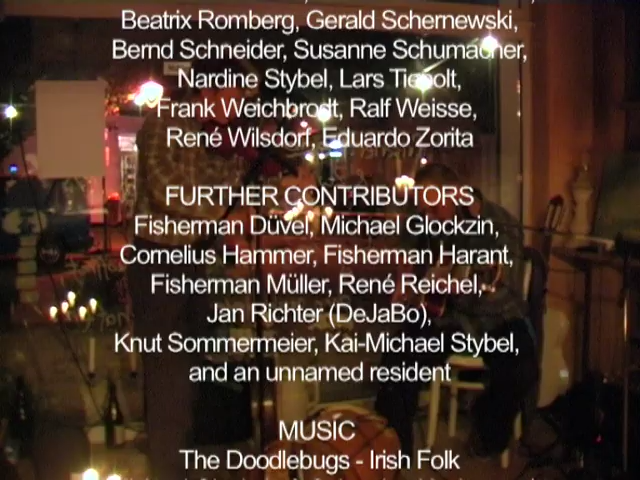 Beatrix Romberg, Gerald Schernewski,
Bernd Schneider, Susanne Schumacher,
Nardine Stybel, Lars Tiepolt,
Frank Weichbrodt, Ralf Weisse,
René Wilsdorf, Eduardo Zorita
FURTHER CONTRIBUTORS
Fisherman Düvel, Michael Glockzin,
Cornelius Hammer, Fisherman Harant,
Fisherman Müller, René Reichel,
Jan Richter (DeJaBo),
Knut Sommermeier, Kai-Michael Stybel,
and an unnamed resident
MUSIC
The Doodlebugs - Irish Folk